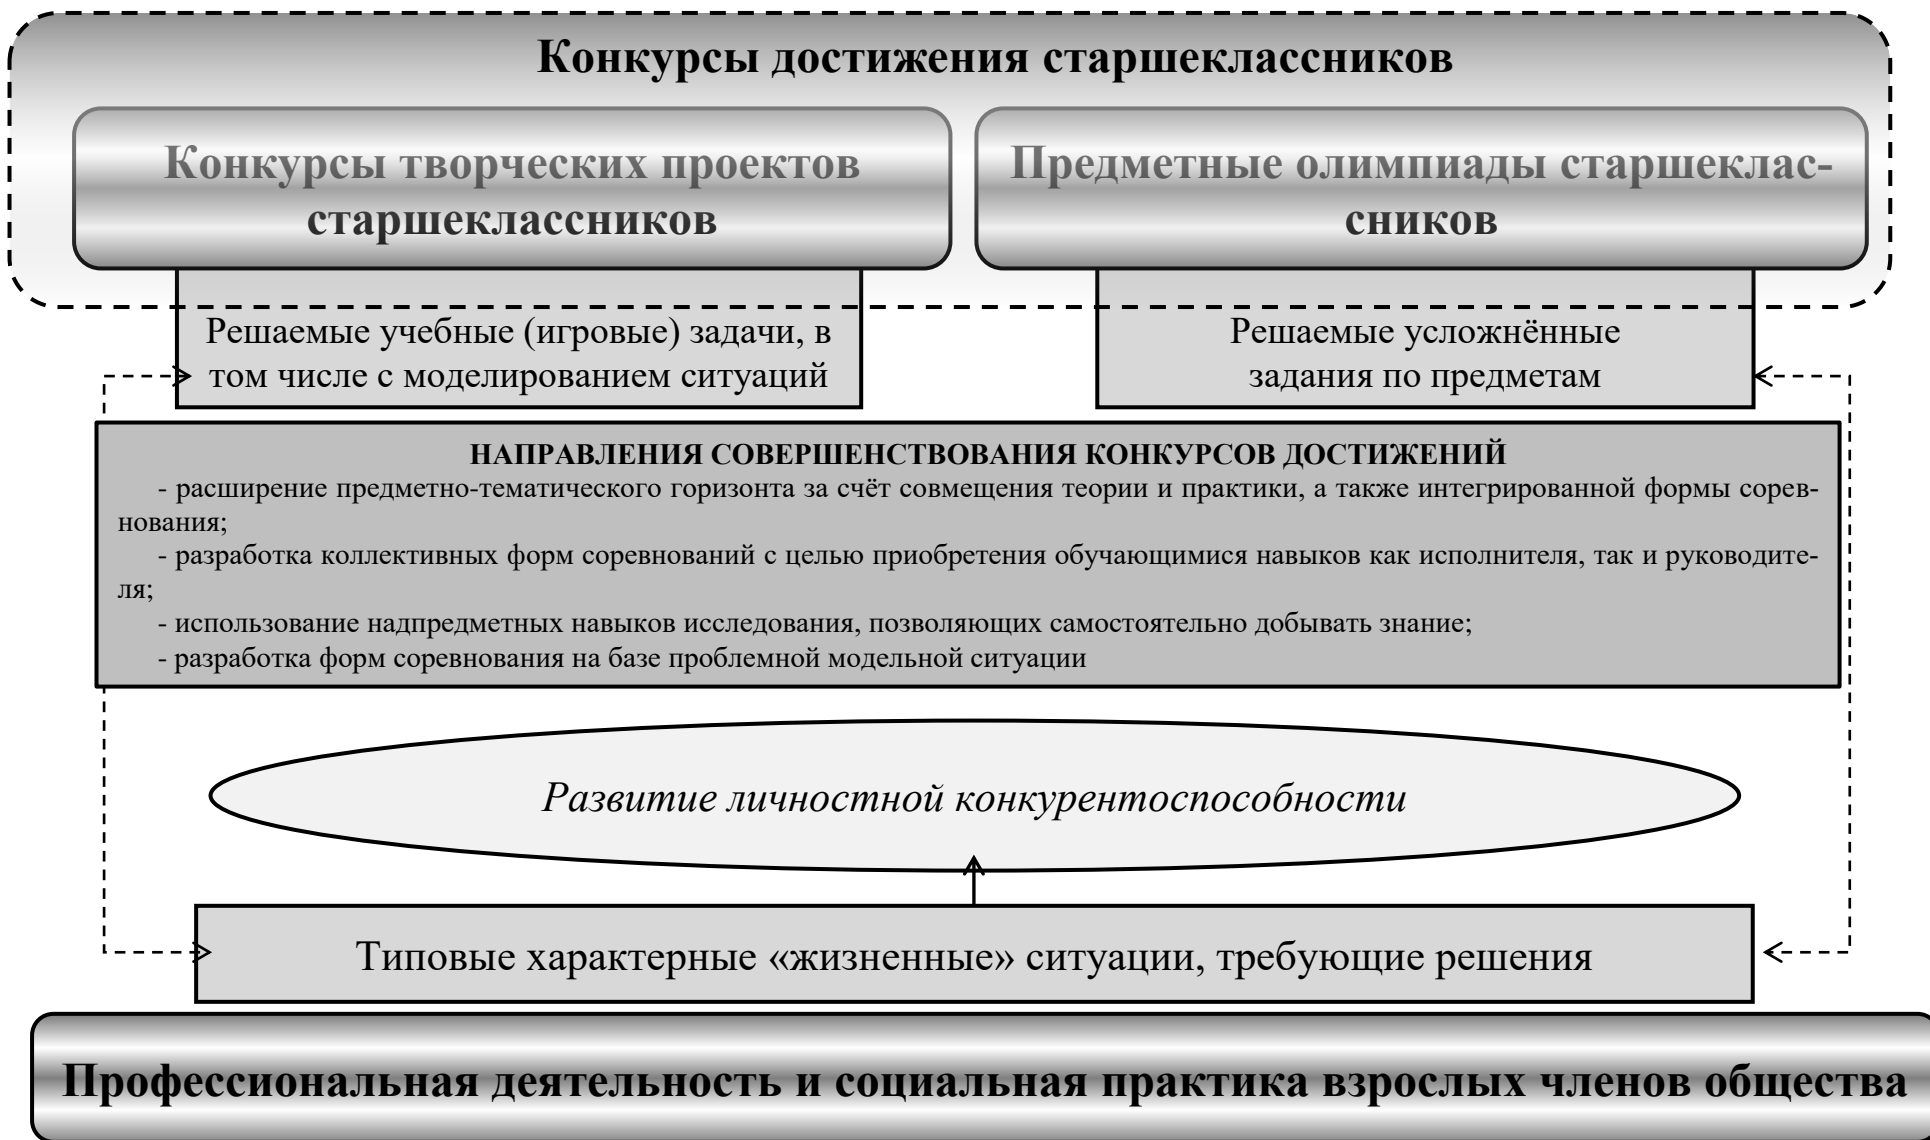 Конкурсы достижения старшеклассников
Конкурсы творческих проектов
старшеклассников
Предметные олимпиады старшеклас-
сников
Решаемые учебные (игровые) задачи, в
том числе с моделированием ситуаций
Решаемые усложнённые
задания по предметам
НАПРАВЛЕНИЯ СОВЕРШЕНСТВОВАНИЯ КОНКУРСОВ ДОСТИЖЕНИЙ
- расширение предметно-тематического горизонта за счёт совмещения теории и практики, а также интегрированной формы сорев-
нования;
- разработка коллективных форм соревнований с целью приобретения обучающимися навыков как исполнителя, так и руководите-
ля;
- использование надпредметных навыков исследования, позволяющих самостоятельно добывать знание;
- разработка форм соревнования на базе проблемной модельной ситуации
Развитие личностной конкурентоспособности
Типовые характерные «жизненные» ситуации, требующие решения
Профессиональная деятельность и социальная практика взрослых членов общества